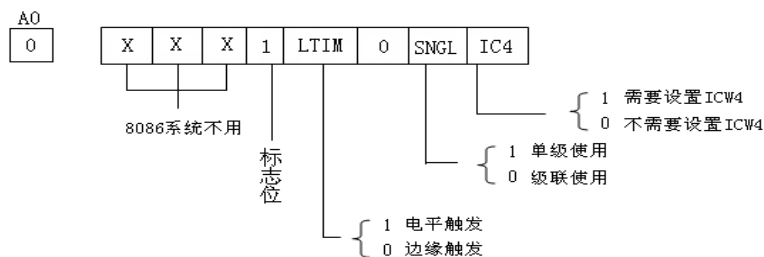 A0
0 X X X 1 LTIM 0 SNGL IC4
8086系统不用
标志位
1 需要设置ICW4
0 不需要设置ICW4
1 单级使用
0 级联使用
1 电平触发
0 边缘触发